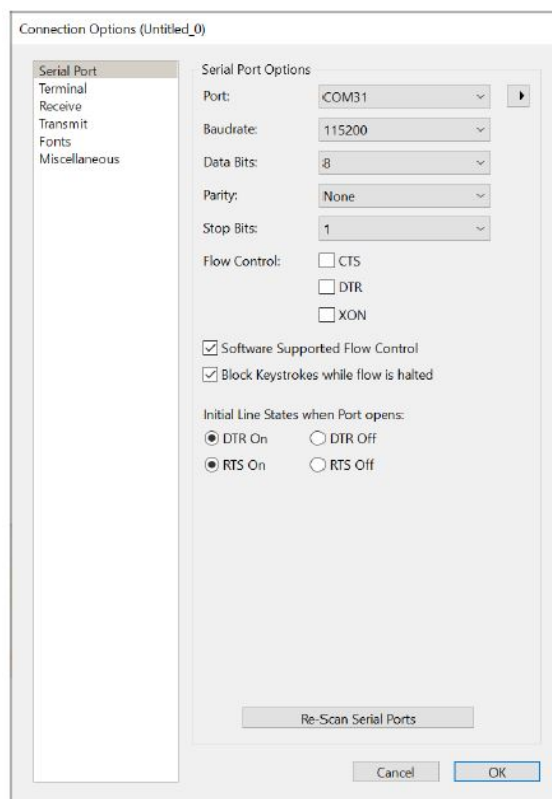 Connection Options (Untitled_0)
Serial Port
Terminal
Receive
Transmit
Fonts
Miscellaneous
Serial Port Options
Port: COM31
Baudrate: 115200
Data Bits: 8
Parity: None
Stop Bits: 1
Flow Control: CTS
DTR
XON
Software Supported Flow Control
Block Keystrokes while flow is halted
Initial Line States when Port opens:
DTR On DTR Off
RTS On RTS Off
Re-Scan Serial Ports
Cancel OK